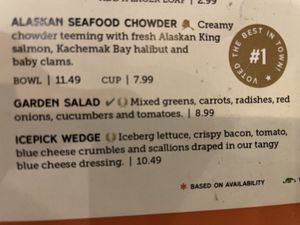 | 2.99
ALASKAN SEAFOOD CHOWDER Creamy
chowder teeming with fresh Alaskan King
salmon, Kachemak Bay halibut and
baby clams.
BOWL | 11.49 CUP | 7.99
VOTED THE BEST IN TOWN!
#1
GARDEN SALAD Mixed greens, carrots, radishes, red
onions, cucumbers and tomatoes. | 8.99
ICEPICK WEDGE Iceberg lettuce, crispy bacon, tomato,
blue cheese crumbles and scallions draped in our tangy
blue cheese dressing. | 10.49
* BASED ON AVAILABILITY